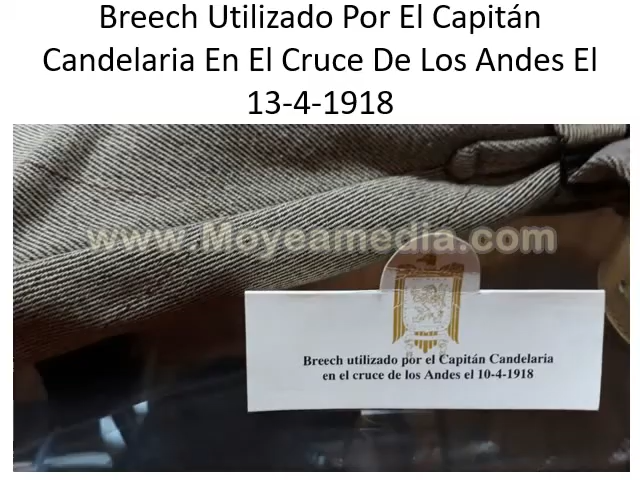 Breech Utilizado Por El Capitán
Candelaria En El Cruce De Los Andes El
13-4-1918
www.Moyeamedia.com
Breech utilizado por el Capitán Candelaria
en el cruce de los Andes el 10-4-1918